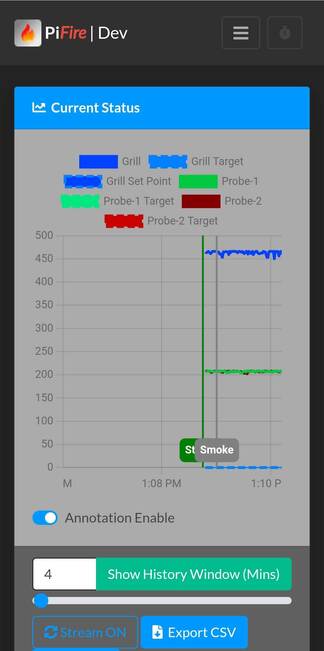 PiFire | Dev
Current Status
Grill Grill Target
Grill Set Point Probe-1
Probe-1 Target Probe-2
Probe-2 Target
500
450
400
350
300
250
200
150
100
50
0
St Smoke
M 1:08 PM 1:10 P
Annotation Enable
4 Show History Window (Mins)
Stream ON Export CSV